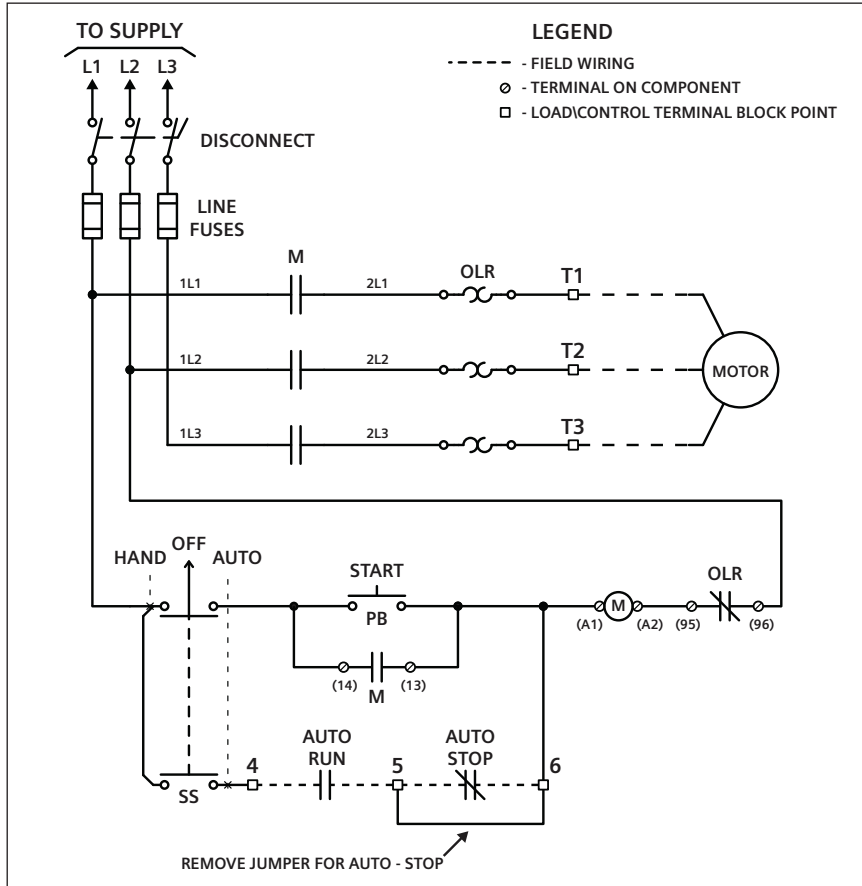 TO SUPPLY
L1 L2 L3
LEGEND
- FIELD WIRING
- TERMINAL ON COMPONENT
- LOAD\CONTROL TERMINAL BLOCK POINT
DISCONNECT
LINE
FUSES
M
OLR
1L1
2L1
T1
1L2
2L2
T2
MOTOR
1L3
2L3
T3
HAND
OFF
AUTO
START
PB
OLR
M
(A1)
(A2)
(95)
(96)
(14)
(13)
M
AUTO
RUN
AUTO
STOP
4
5
6
SS
REMOVE JUMPER FOR AUTO - STOP